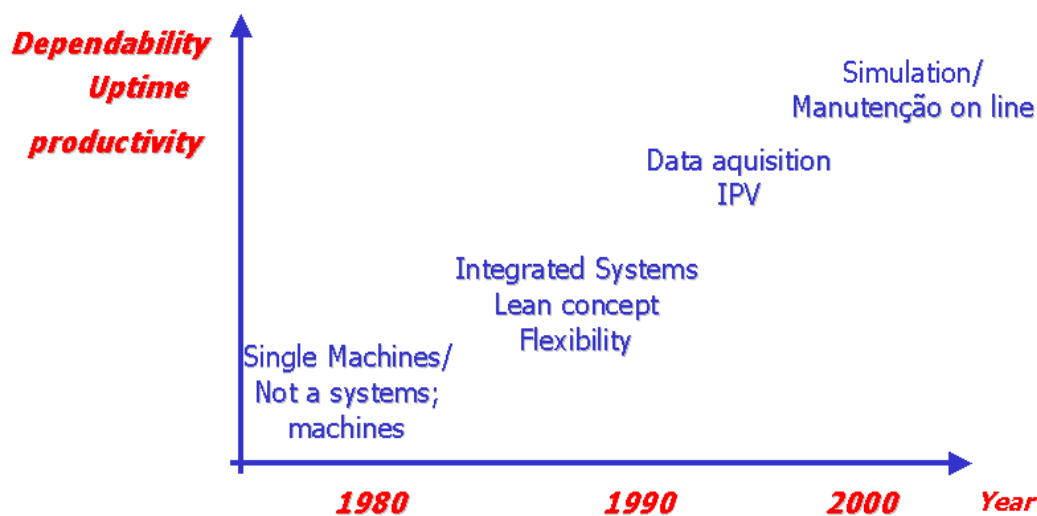 Dependability
Uptime
productivity
Simulation/
Manutenção on line
Data aquisition
IPV
Integrated Systems
Lean concept
Flexibility
Single Machines/
Not a systems;
machines
1980
1990
2000
Year